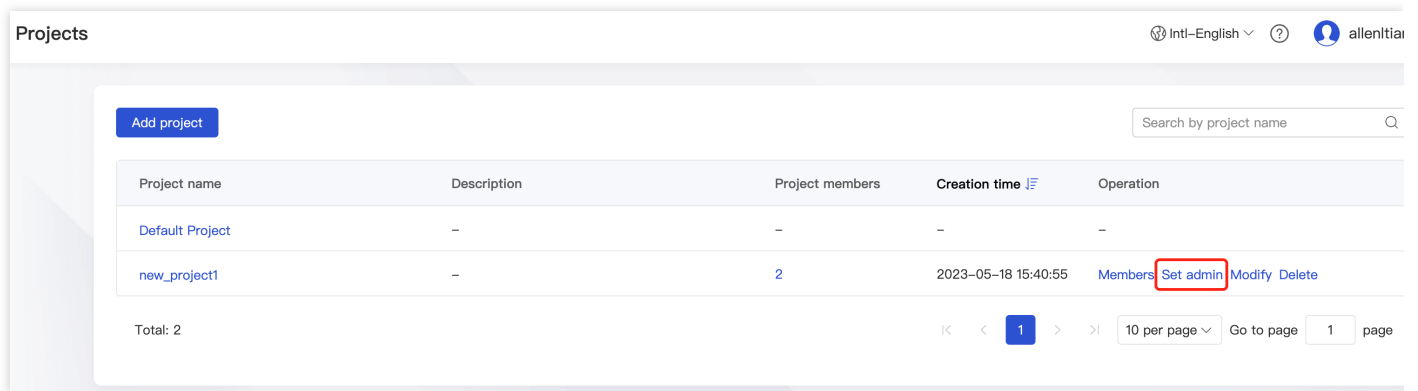 Projects
Intl-English
? allenltian
Add project
Search by project name
Project name Description Project members Creation time Operation
Default Project – – – –
new_project1 – 2 2023-05-18 15:40:55 Members Set admin Modify Delete
Total: 2
1
10 per page Go to page 1 page